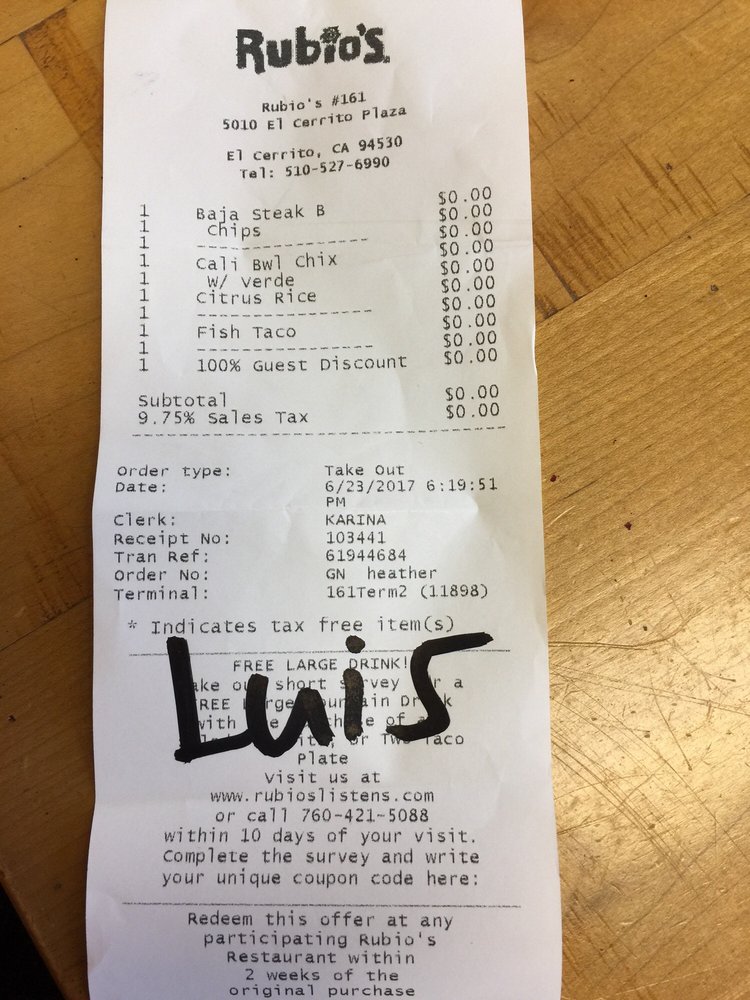 Rubio's
Rubio's #161
5010 El Cerrito Plaza
El Cerrito, CA 94530
Tel: 510-527-6990
1 Baja Steak B $0.00
1 Chips $0.00
1 -------------------- $0.00
1 Cali Bwl Chix $0.00
1 W/ Verde $0.00
1 Citrus Rice $0.00
1 -------------------- $0.00
1 Fish Taco $0.00
1 -------------------- $0.00
1 100% Guest Discount $0.00
Subtotal $0.00
9.75% Sales Tax $0.00
Order type: Take Out
Date: 6/23/2017 6:19:51
PM
Clerk: KARINA
Receipt No: 103441
Tran Ref: 61944684
Order No: GN heather
Terminal: 161Term2 (11898)
* Indicates tax free item(s)
Luis
FREE LARGE DRINK!
short a
with of
Taco
Plate
Visit us at
www.rubioslistens.com
or call 760-421-5088
within 10 days of your visit.
Complete the survey and write
your unique coupon code here:
Redeem this offer at any
participating Rubio's
Restaurant within
2 weeks of the
original purchase